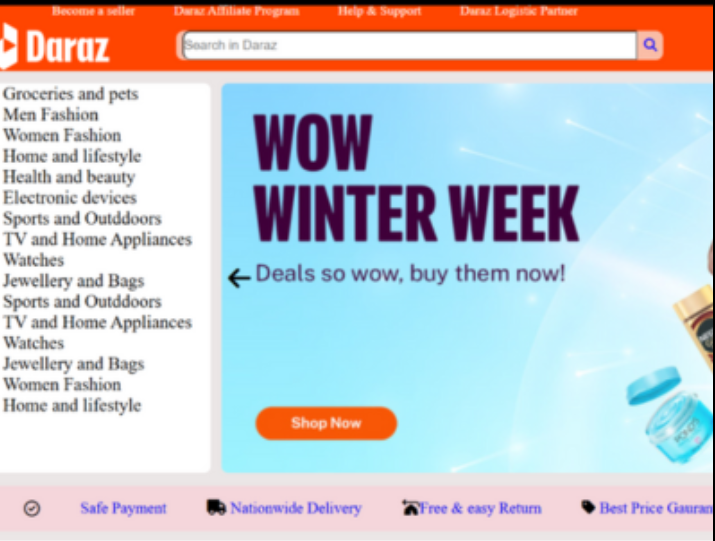 Become a seller Daraz Affiliate Program Help & Support Daraz Logistic Partner
Daraz
Search in Daraz
Groceries and pets
Men Fashion
Women Fashion
Home and lifestyle
Health and beauty
Electronic devices
Sports and Outddoors
TV and Home Appliances
Watches
Jewellery and Bags
Sports and Outddoors
TV and Home Appliances
Watches
Jewellery and Bags
Women Fashion
Home and lifestyle
WOW
WINTER WEEK
Deals so wow, buy them now!
Shop Now
POND'S
Safe Payment Nationwide Delivery Free & easy Return Best Price Gauran